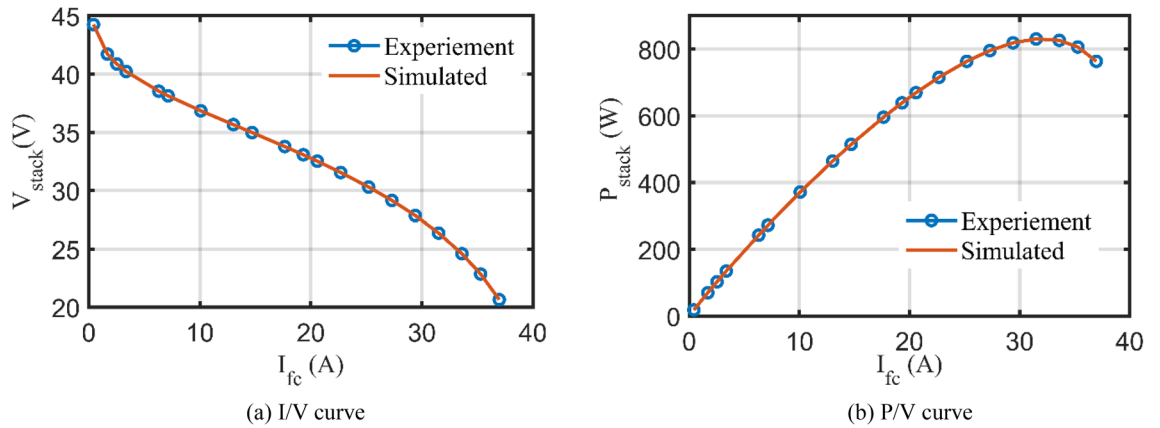 45
40
35
30
25
20
V_stack(V)
Experiement
Simulated
0 10 20 30 40
I_fc (A)
(a) I/V curve
800
600
400
200
0
P_stack (W)
Experiement
Simulated
0 10 20 30 40
I_fc (A)
(b) P/V curve